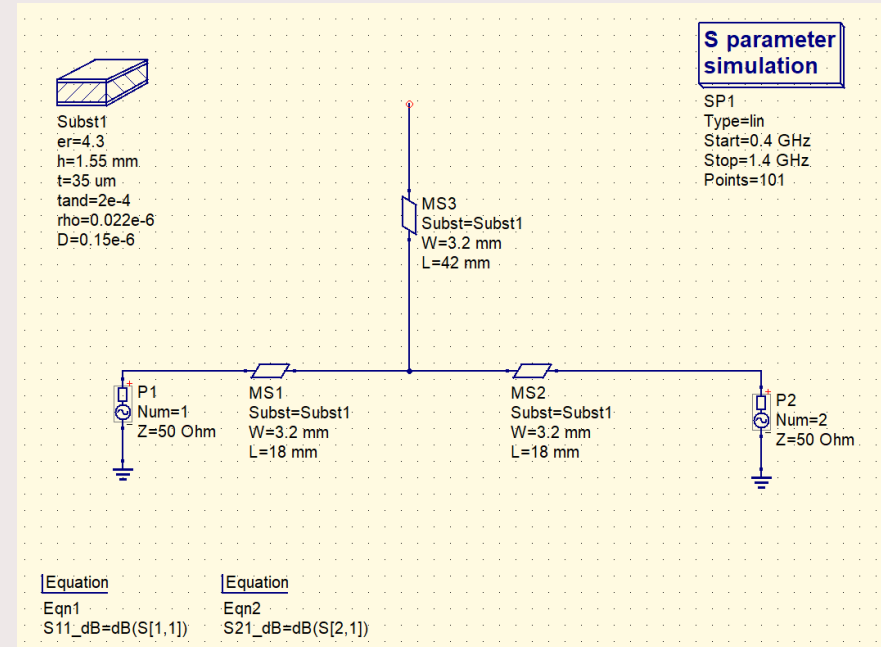 S parameter
simulation
SP1
Type=lin
Start=0.4 GHz
Stop=1.4 GHz
Points=101
Subst1
er=4.3
h=1.55 mm
t=35 um
tand=2e-4
rho=0.022e-6
D=0.15e-6
MS3
Subst=Subst1
W=3.2 mm
L=42 mm
P1
Num=1
Z=50 Ohm
MS1
Subst=Subst1
W=3.2 mm
L=18 mm
MS2
Subst=Subst1
W=3.2 mm
L=18 mm
P2
Num=2
Z=50 Ohm
Equation
Eqn1
S11_dB=dB(S[1,1])
Equation
Eqn2
S21_dB=dB(S[2,1])